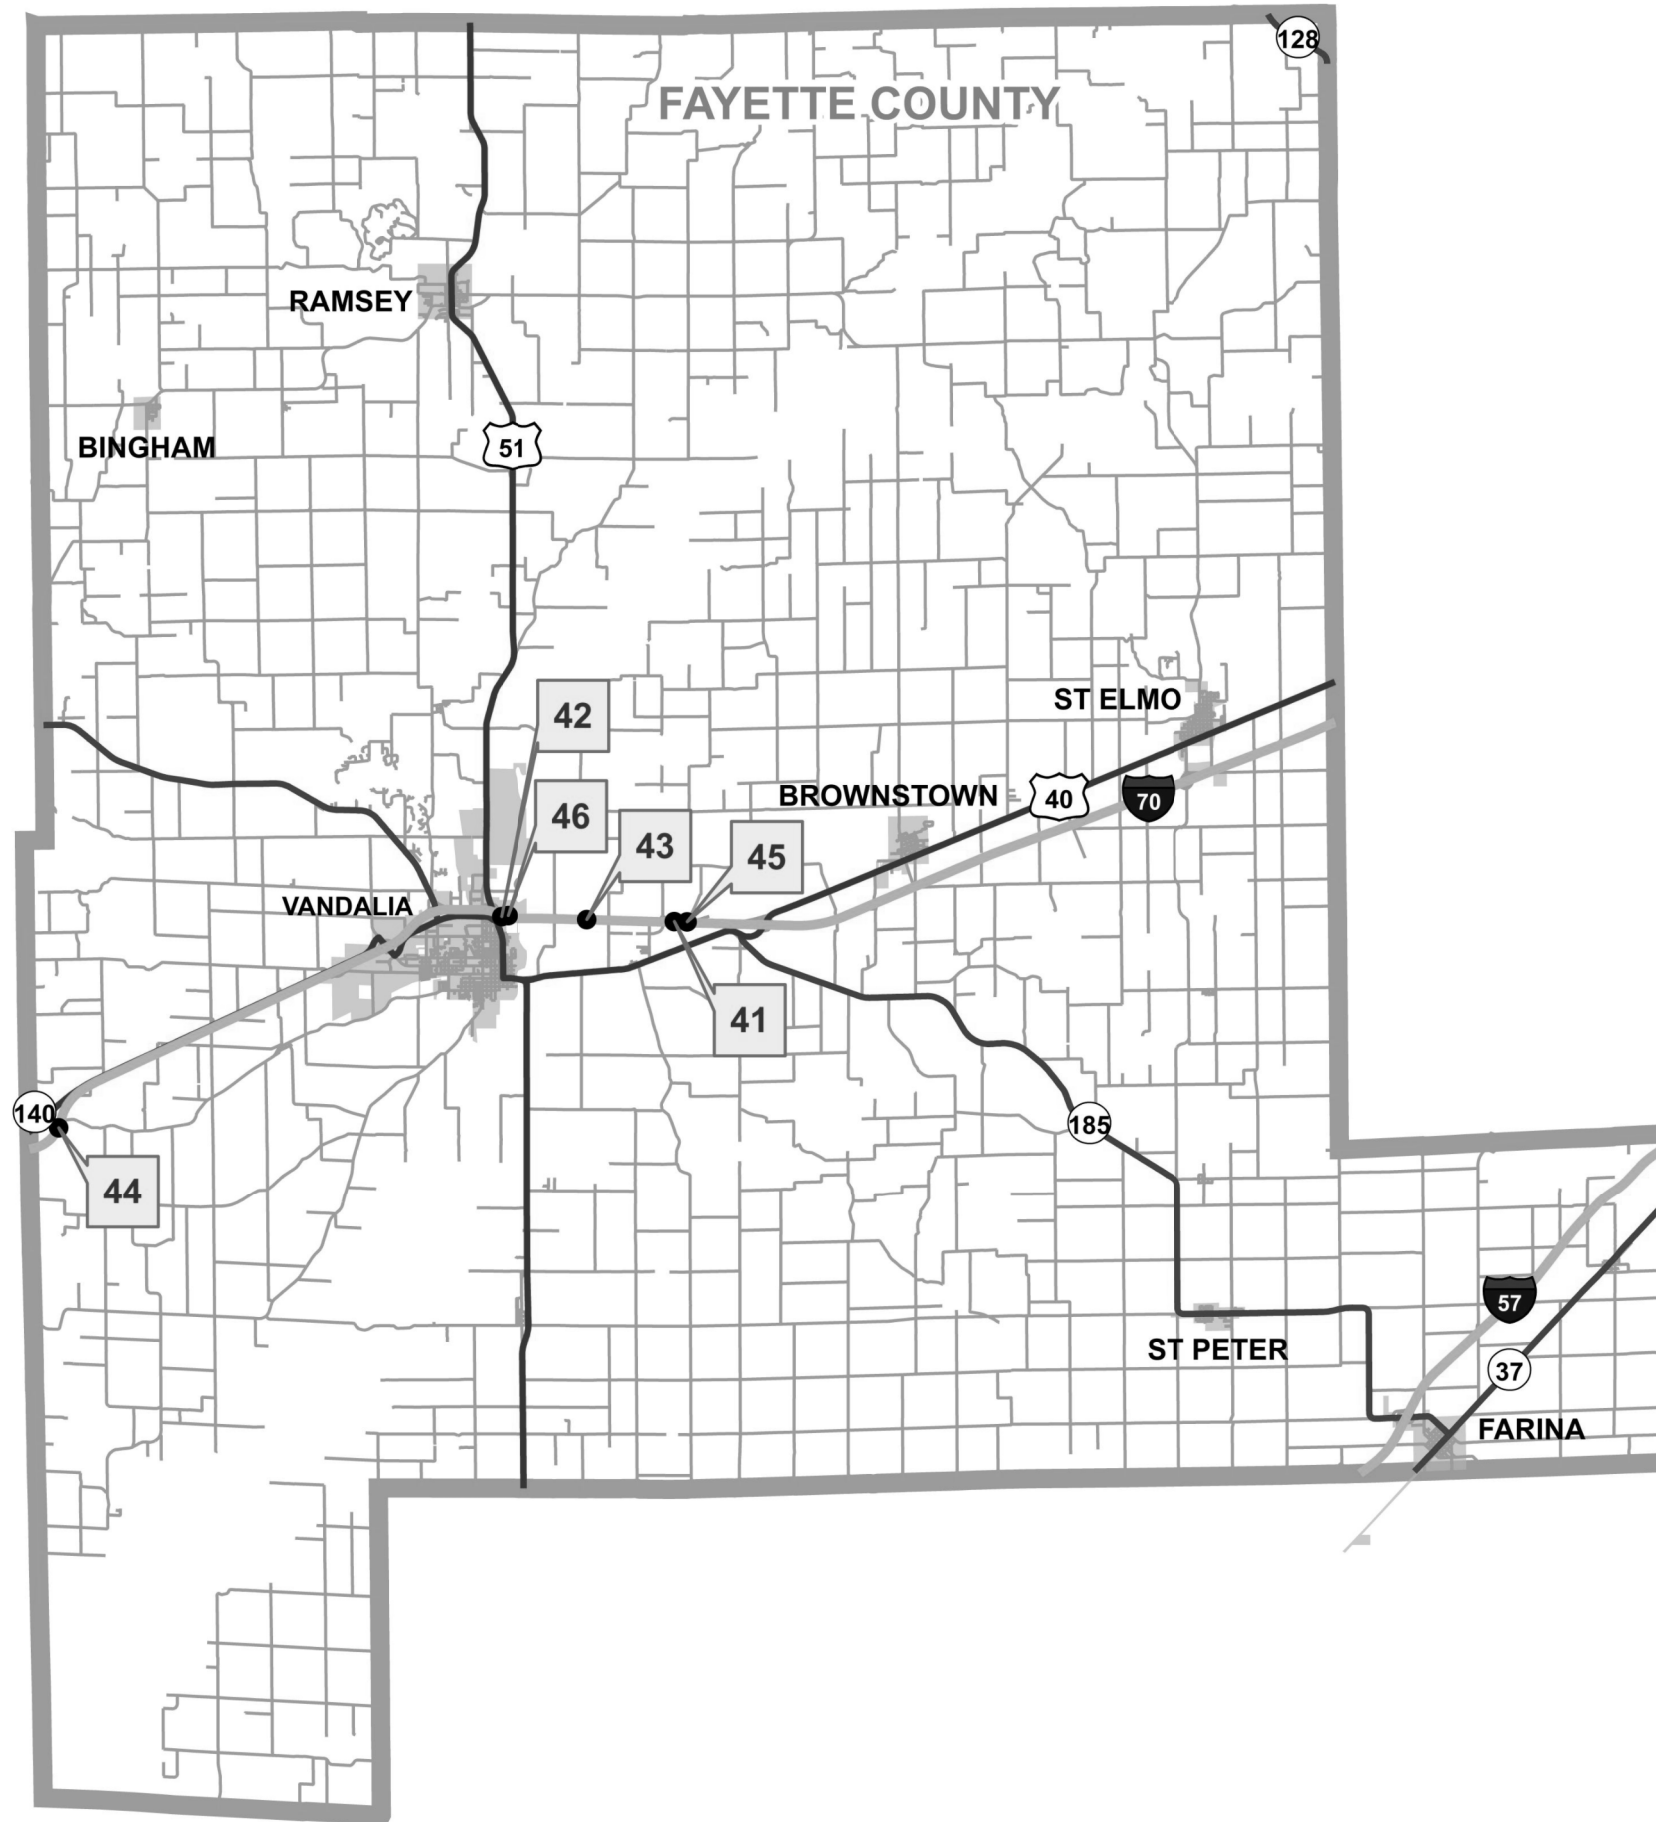 128
FAYETTE COUNTY
RAMSEY
BINGHAM
51
42
ST ELMO
46
BROWNSTOWN
40
70
43
45
VANDALIA
41
140
185
44
57
ST PETER
37
FARINA